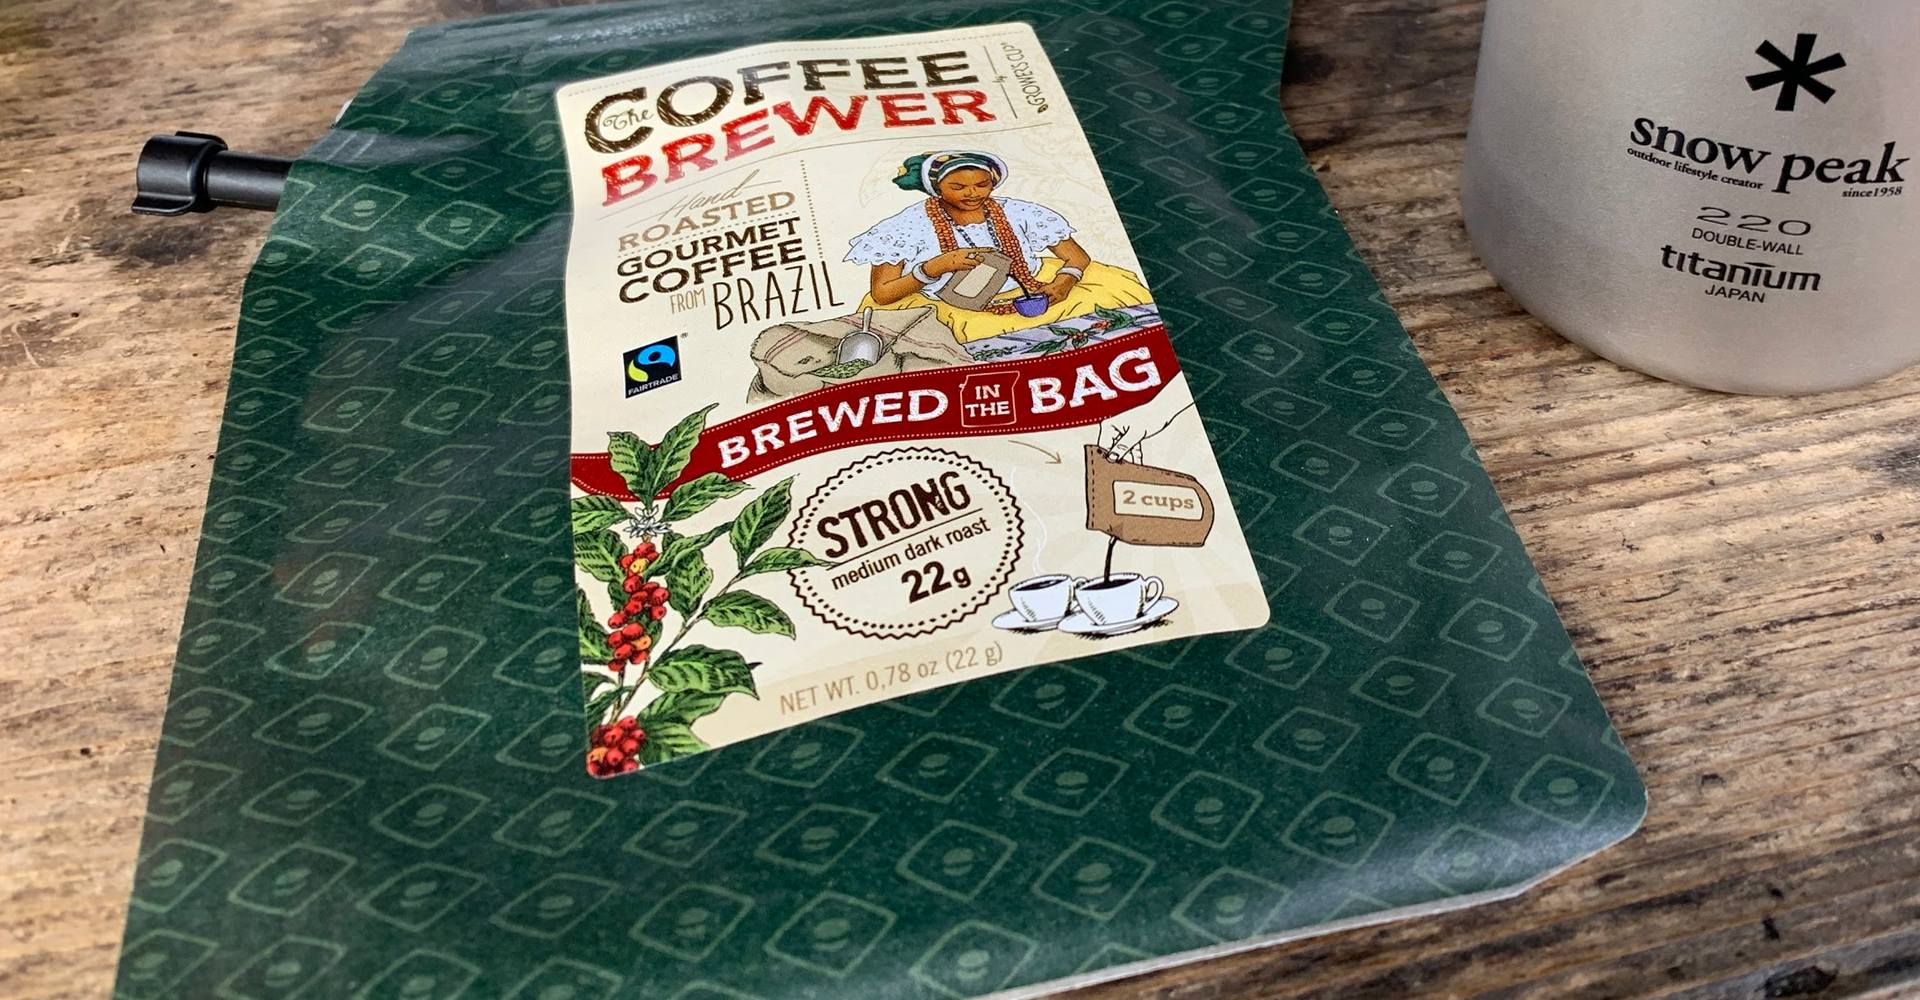 The COFFEE
BREWER
by
GROWER'S CUP®
Hand
ROASTED
GOURMET
COFFEE
FROM BRAZIL
FAIRTRADE
®
BREWED IN THE BAG
STRONG
medium dark roast
22g
2 cups
NET WT. 0,78 oz (22 g)
snow peak
outdoor lifestyle creator
since1958
220
DOUBLE-WALL
titanium
JAPAN